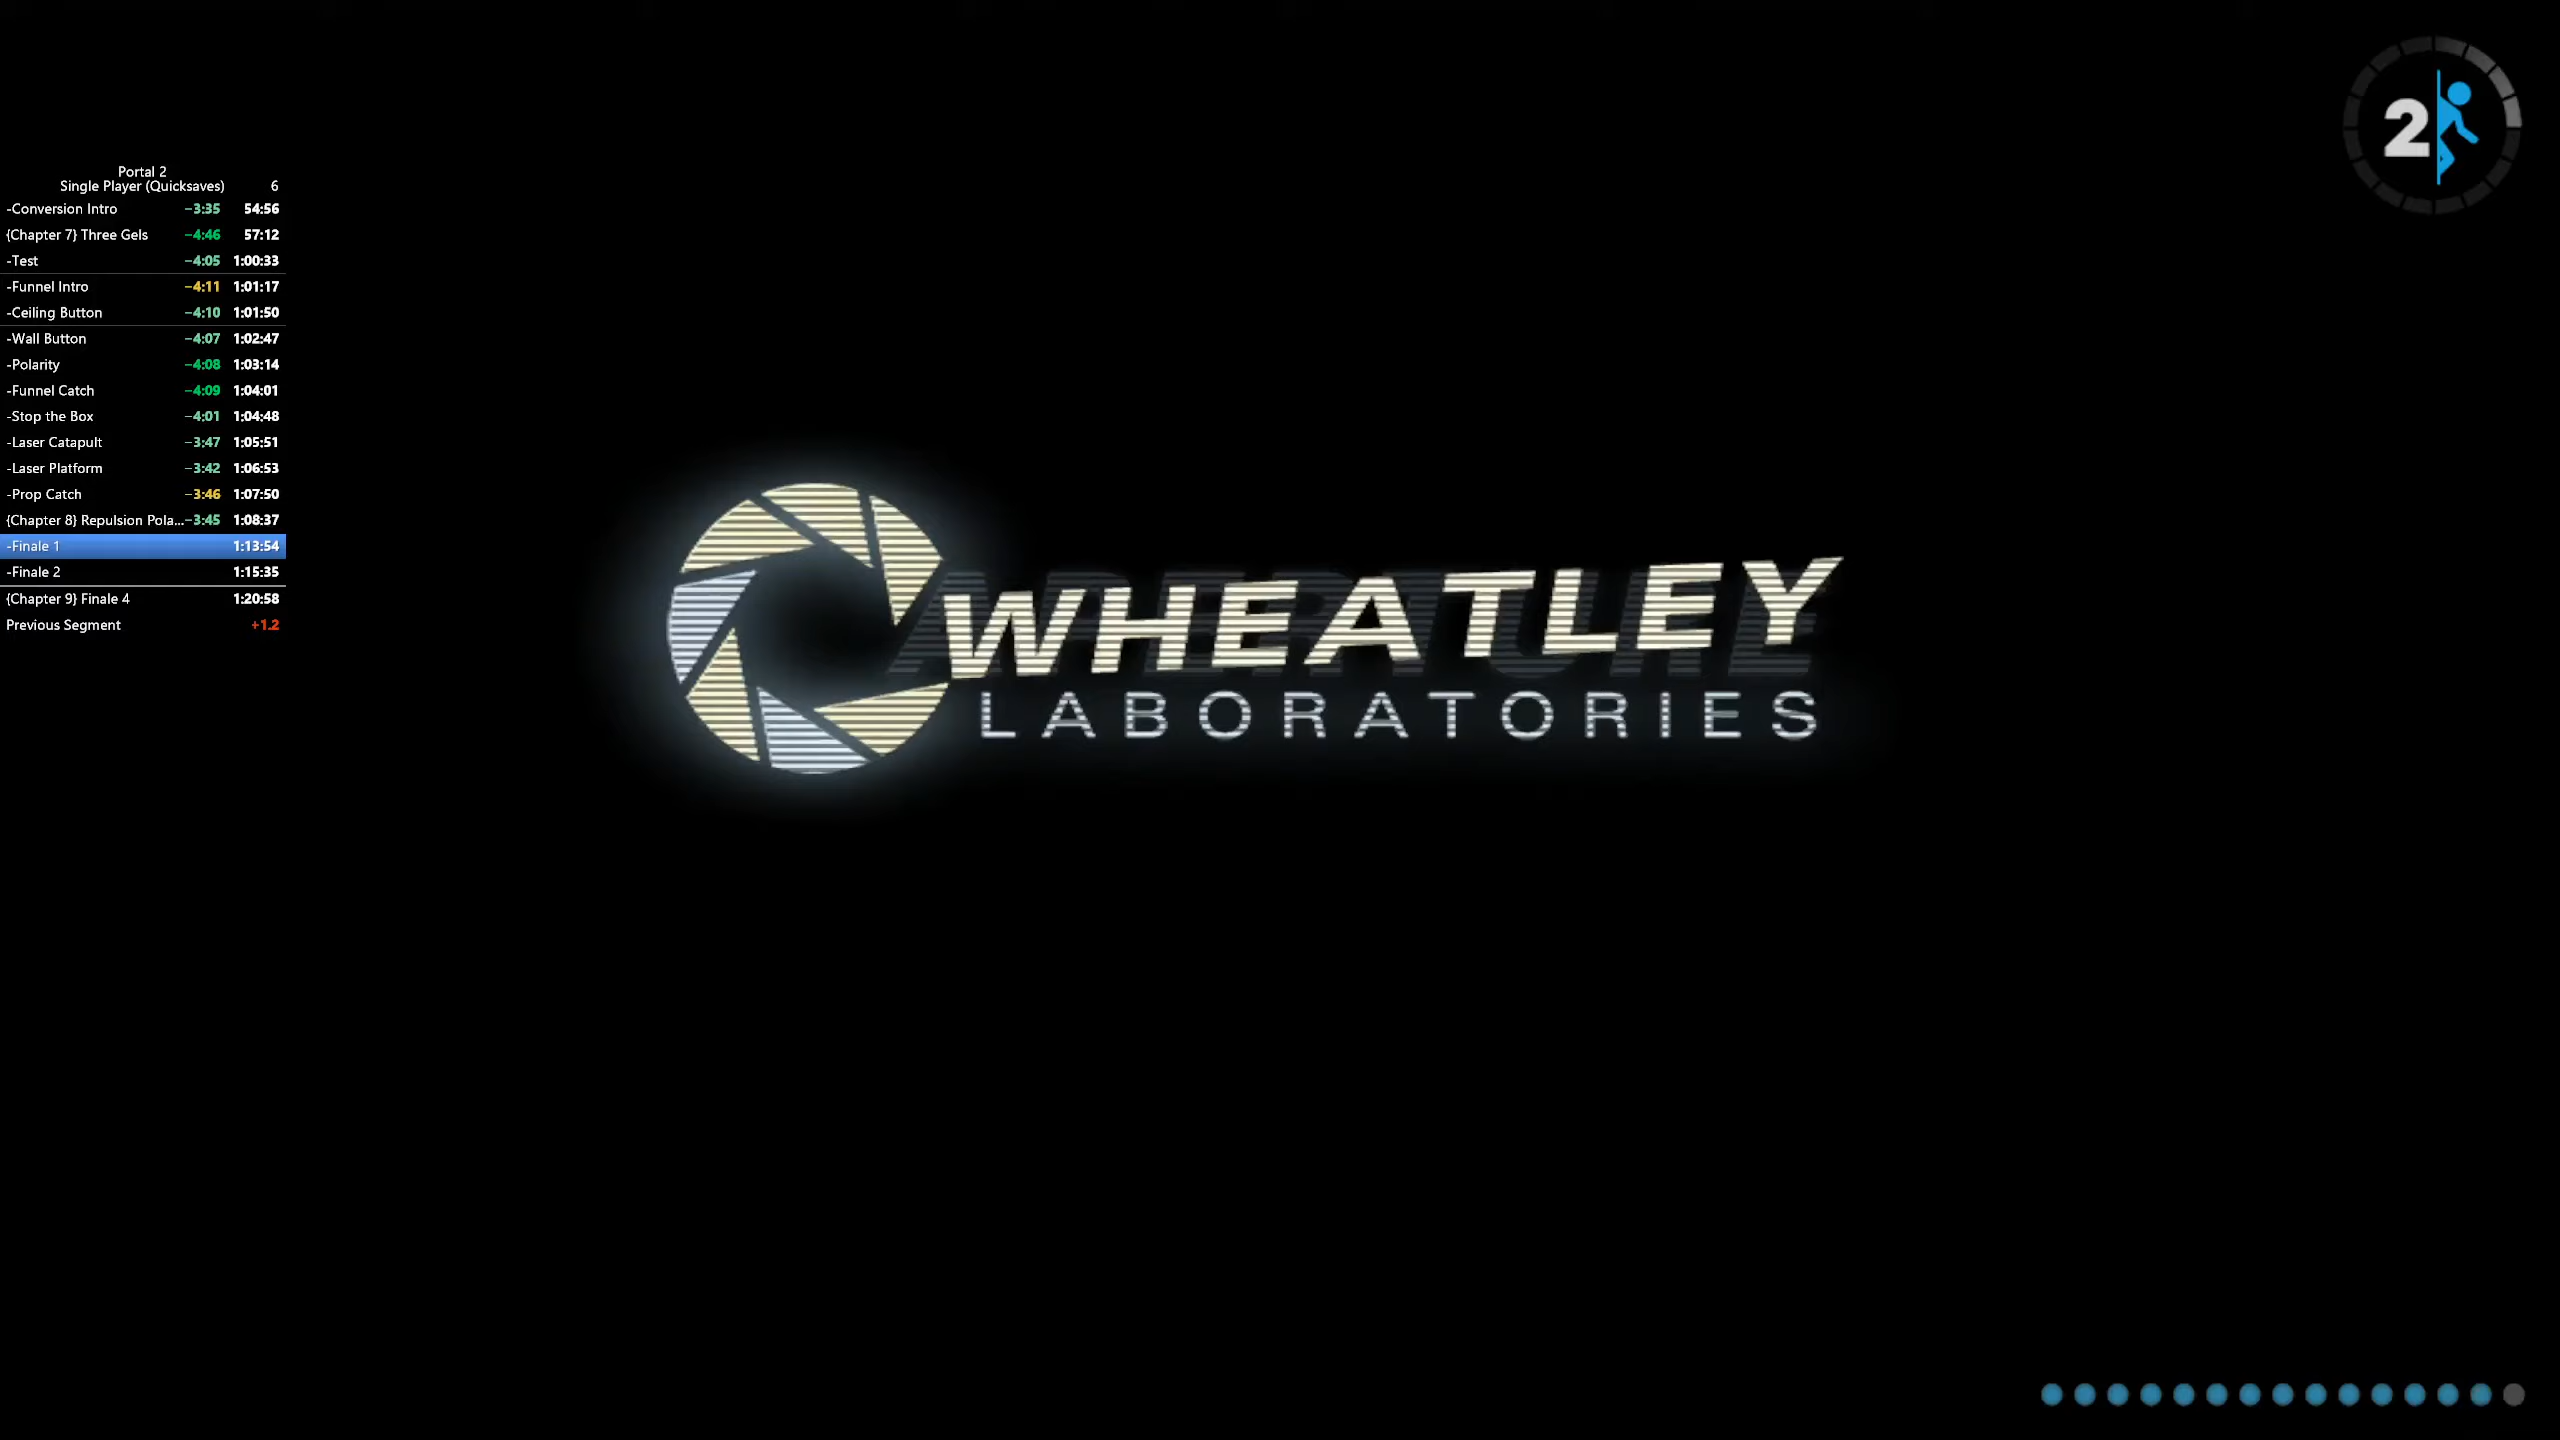 Portal 2
Single Player (Quicksaves) 6
-Conversion Intro −3:35 54:56
{Chapter 7} Three Gels −4:46 57:12
-Test −4:05 1:00:33
-Funnel Intro −4:11 1:01:17
-Ceiling Button −4:10 1:01:50
-Wall Button −4:07 1:02:47
-Polarity −4:08 1:03:14
-Funnel Catch −4:09 1:04:01
-Stop the Box −4:01 1:04:48
-Laser Catapult −3:47 1:05:51
-Laser Platform −3:42 1:06:53
-Prop Catch −3:46 1:07:50
{Chapter 8} Repulsion Pola... −3:45 1:08:37
-Finale 1 1:13:54
-Finale 2 1:15:35
{Chapter 9} Finale 4 1:20:58
Previous Segment +1.2
2
APERTURE
WHEATLEY
LABORATORIES